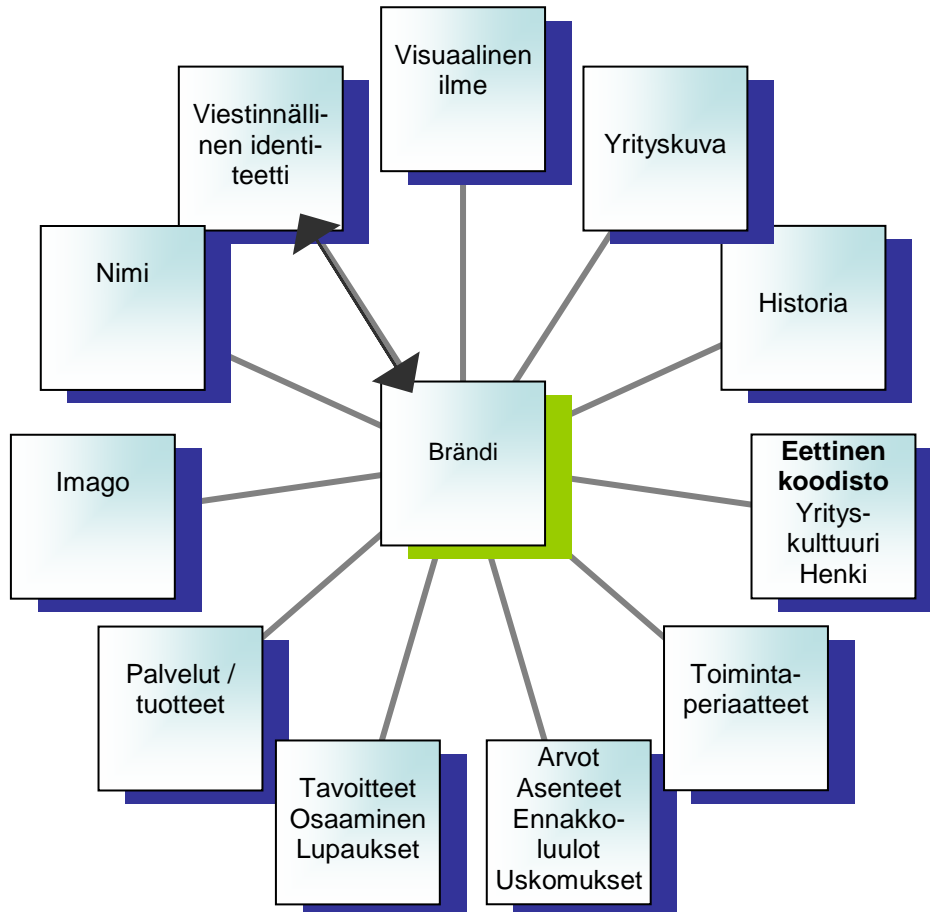 Visuaalinen
ilme
Viestinnälli-
nen identi-
teetti
Yrityskuva
Nimi
Historia
Brändi
Imago
Eettinen
koodisto
Yritys-
kulttuuri
Henki
Palvelut /
tuotteet
Toiminta-
periaatteet
Tavoitteet
Osaaminen
Lupaukset
Arvot
Asenteet
Ennakko-
luulot
Uskomukset